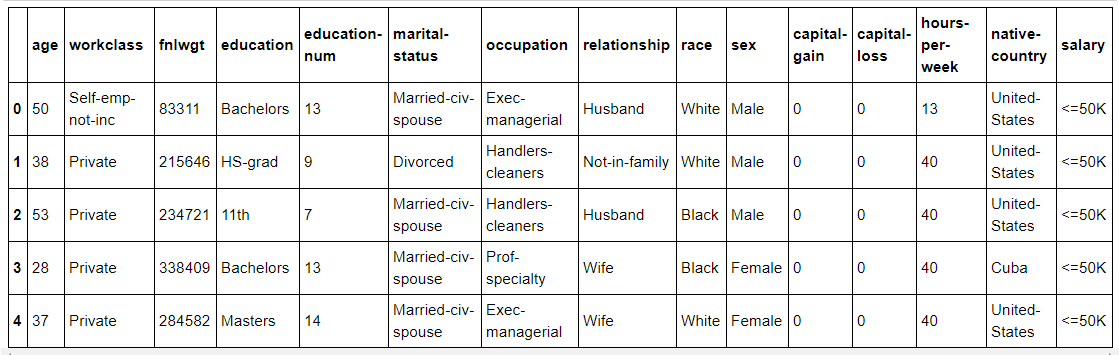 age workclass fnlwgt education education-num marital-status occupation relationship race sex capital-gain capital-loss hours-per-week native-country salary
0 50 Self-emp-not-inc 83311 Bachelors 13 Married-civ-spouse Exec-managerial Husband White Male 0 0 13 United-States <=50K
1 38 Private 215646 HS-grad 9 Divorced Handlers-cleaners Not-in-family White Male 0 0 40 United-States <=50K
2 53 Private 234721 11th 7 Married-civ-spouse Handlers-cleaners Husband Black Male 0 0 40 United-States <=50K
3 28 Private 338409 Bachelors 13 Married-civ-spouse Prof-specialty Wife Black Female 0 0 40 Cuba <=50K
4 37 Private 284582 Masters 14 Married-civ-spouse Exec-managerial Wife White Female 0 0 40 United-States <=50K